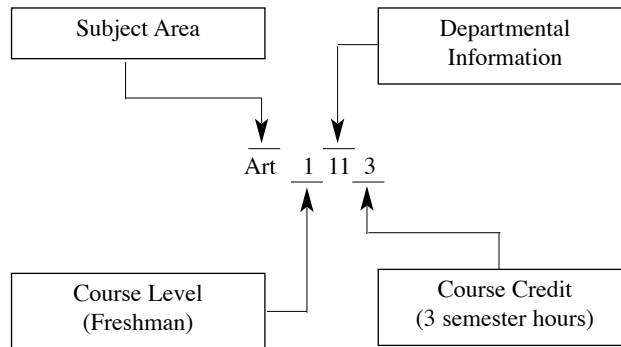 Subject Area
Departmental
Information
Art 1 11 3
Course Level
(Freshman)
Course Credit
(3 semester hours)